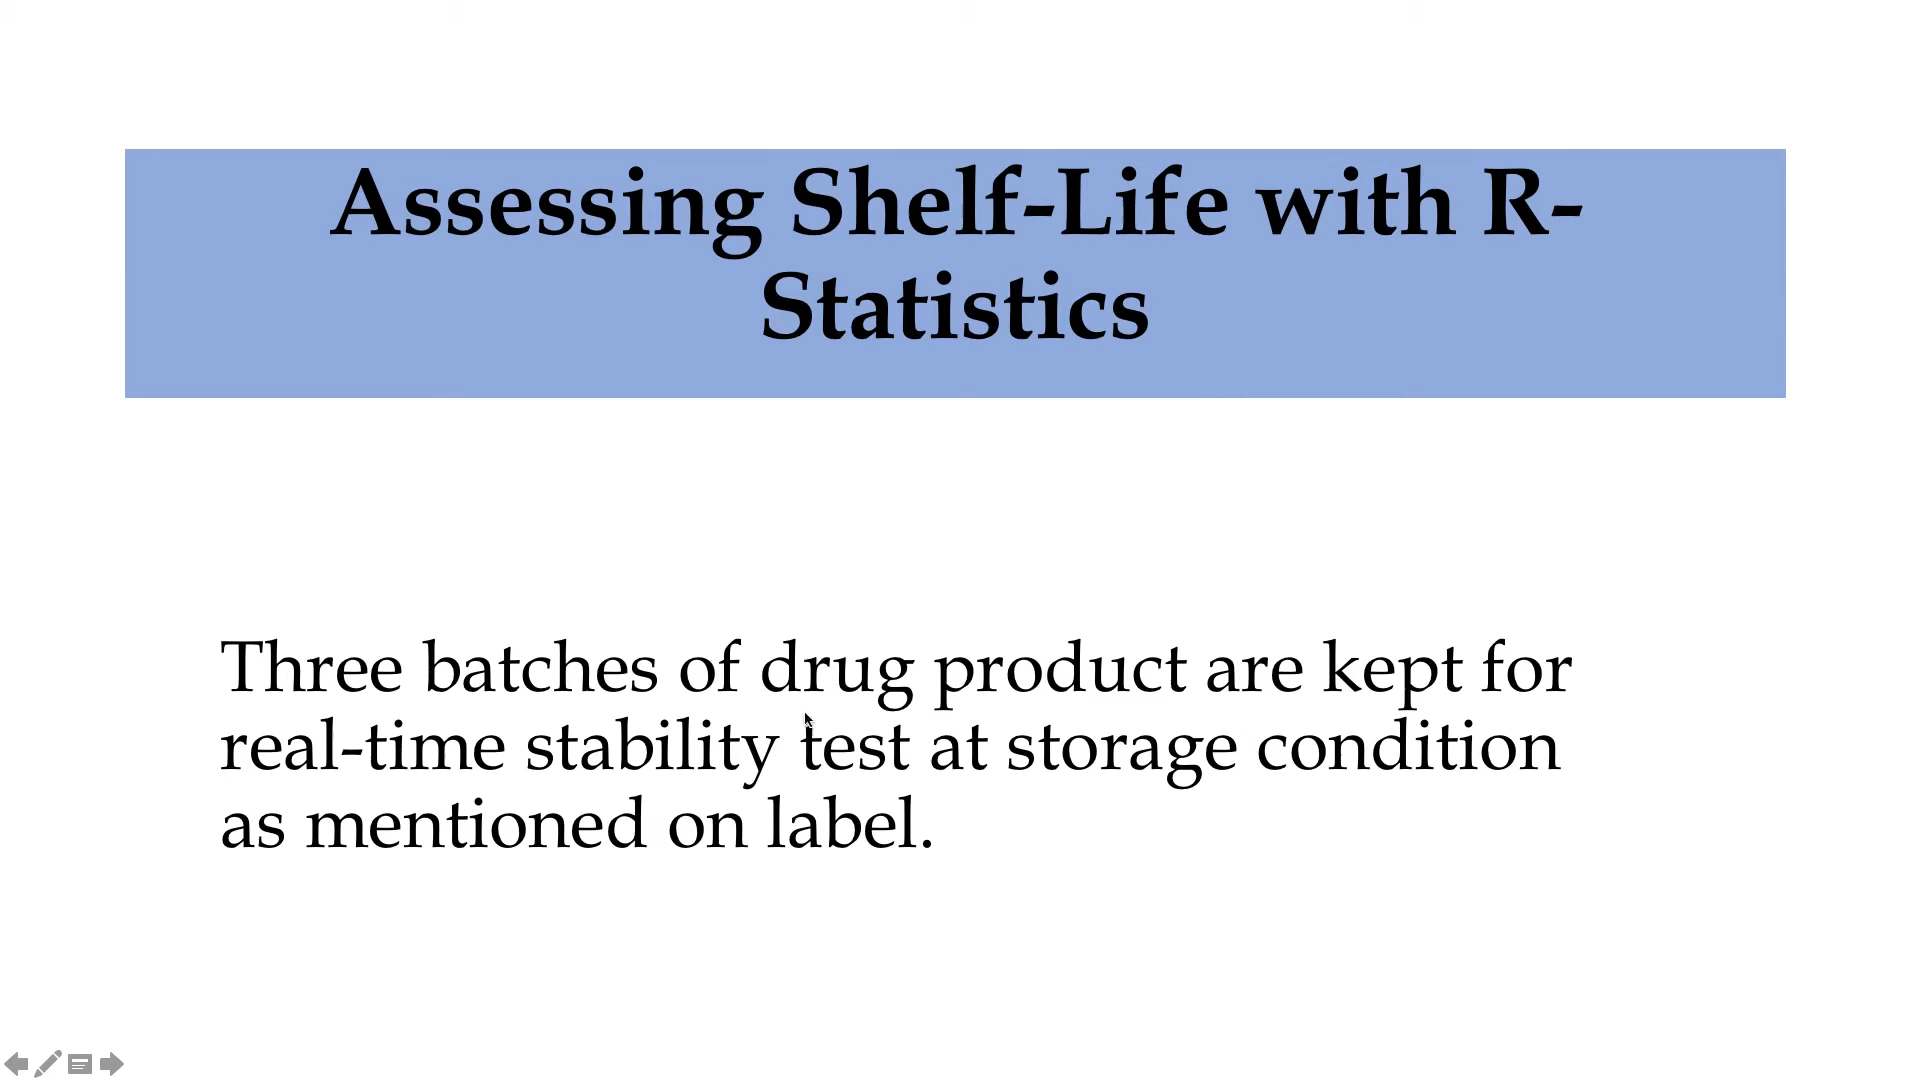 Assessing Shelf-Life with R-
Statistics
Three batches of drug product are kept for
real-time stability test at storage condition
as mentioned on label.